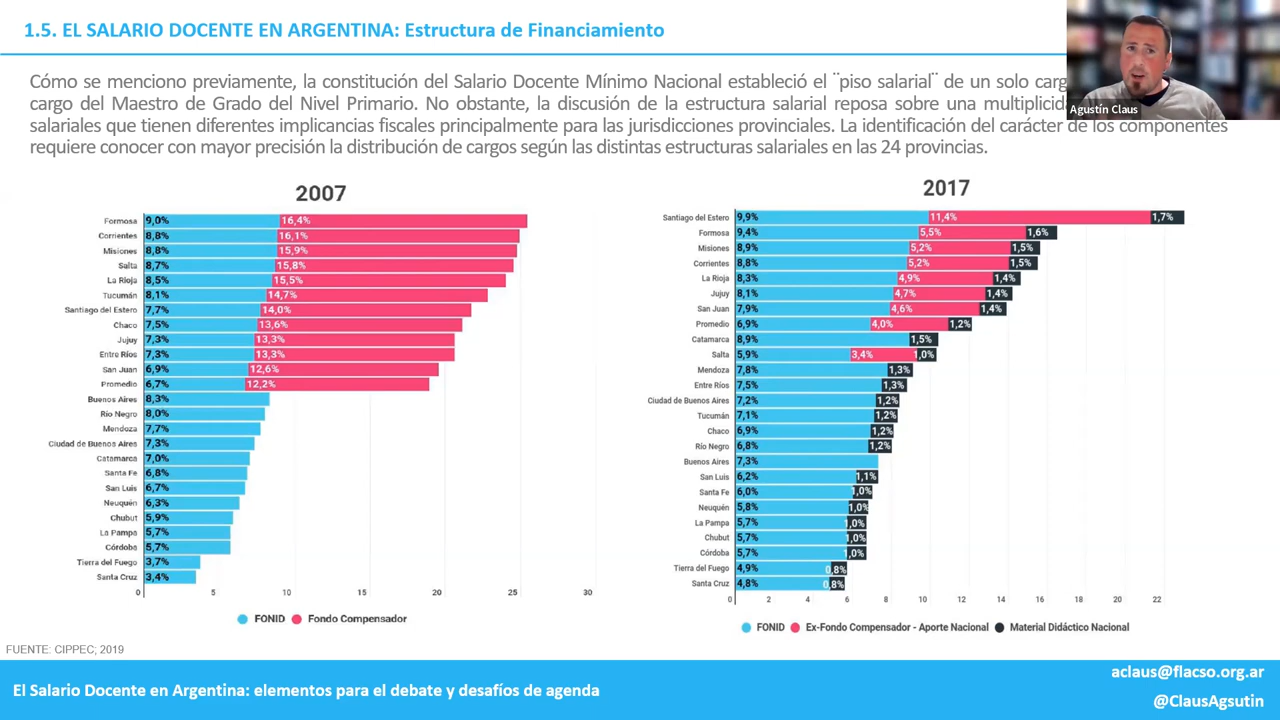 1.5. EL SALARIO DOCENTE EN ARGENTINA: Estructura de Financiamiento
Cómo se menciono previamente, la constitución del Salario Docente Mínimo Nacional estableció el ¨piso salarial¨ de un solo
cargo del Maestro de Grado del Nivel Primario. No obstante, la discusión de la estructura salarial reposa sobre una
salariales que tienen diferentes implicancias fiscales principalmente para las jurisdicciones provinciales. La identificación del carácter de los componentes
requiere conocer con mayor precisión la distribución de cargos según las distintas estructuras salariales en las 24 provincias.
Agustín Claus
2007
Formosa 9,0% 16,4%
Corrientes 8,8% 16,1%
Misiones 8,8% 15,9%
Salta 8,7% 15,8%
La Rioja 8,5% 15,5%
Tucumán 8,1% 14,7%
Santiago del Estero 7,7% 14,0%
Chaco 7,5% 13,6%
Jujuy 7,3% 13,3%
Entre Ríos 7,3% 13,3%
San Juan 6,9% 12,6%
Promedio 6,7% 12,2%
Buenos Aires 8,3%
Río Negro 8,0%
Mendoza 7,7%
Ciudad de Buenos Aires 7,3%
Catamarca 7,0%
Santa Fe 6,8%
San Luis 6,7%
Neuquén 6,3%
Chubut 5,9%
La Pampa 5,7%
Córdoba 5,7%
Tierra del Fuego 3,7%
Santa Cruz 3,4%
0 5 10 15 20 25 30
FONID Fondo Compensador
2017
Santiago del Estero 9,9% 11,4% 1,7%
Formosa 9,4% 5,5% 1,6%
Misiones 8,9% 5,2% 1,5%
Corrientes 8,8% 5,2% 1,5%
La Rioja 8,3% 4,9% 1,4%
Jujuy 8,1% 4,7% 1,4%
San Juan 7,9% 4,6% 1,4%
Promedio 6,9% 4,0% 1,2%
Catamarca 8,9% 1,5%
Salta 5,9% 3,4% 1,0%
Mendoza 7,8% 1,3%
Entre Ríos 7,5% 1,3%
Ciudad de Buenos Aires 7,2% 1,2%
Tucumán 7,1% 1,2%
Chaco 6,9% 1,2%
Río Negro 6,8% 1,2%
Buenos Aires 7,3%
San Luis 6,2% 1,1%
Santa Fe 6,0% 1,0%
Neuquén 5,8% 1,0%
La Pampa 5,7% 1,0%
Chubut 5,7% 1,0%
Córdoba 5,7% 1,0%
Tierra del Fuego 4,9% 0,8%
Santa Cruz 4,8% 0,8%
0 2 4 6 8 10 12 14 16 18 20 22
FONID Ex-Fondo Compensador - Aporte Nacional Material Didáctico Nacional
FUENTE: CIPPEC; 2019
El Salario Docente en Argentina: elementos para el debate y desafíos de agenda
aclaus@flacso.org.ar
@ClausAgsutin